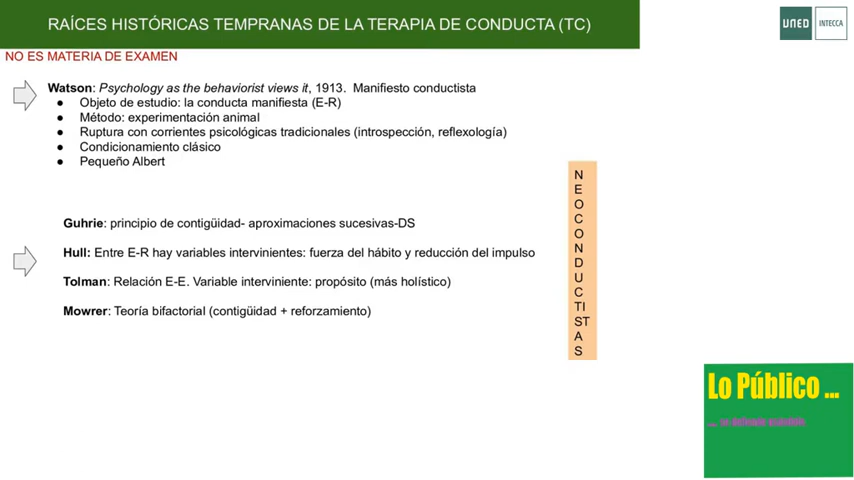 RAÍCES HISTÓRICAS TEMPRANAS DE LA TERAPIA DE CONDUCTA (TC)
UNED
INTECCA
NO ES MATERIA DE EXAMEN
Watson: Psychology as the behaviorist views it, 1913. Manifiesto conductista
● Objeto de estudio: la conducta manifiesta (E-R)
● Método: experimentación animal
● Ruptura con corrientes psicológicas tradicionales (introspección, reflexología)
● Condicionamiento clásico
● Pequeño Albert
Guhrie: principio de contigüidad- aproximaciones sucesivas-DS
Hull: Entre E-R hay variables intervinientes: fuerza del hábito y reducción del impulso
Tolman: Relación E-E. Variable interviniente: propósito (más holístico)
Mowrer: Teoría bifactorial (contigüidad + reforzamiento)
N
E
O
C
O
N
D
U
C
TI
ST
A
S
Lo Público ...